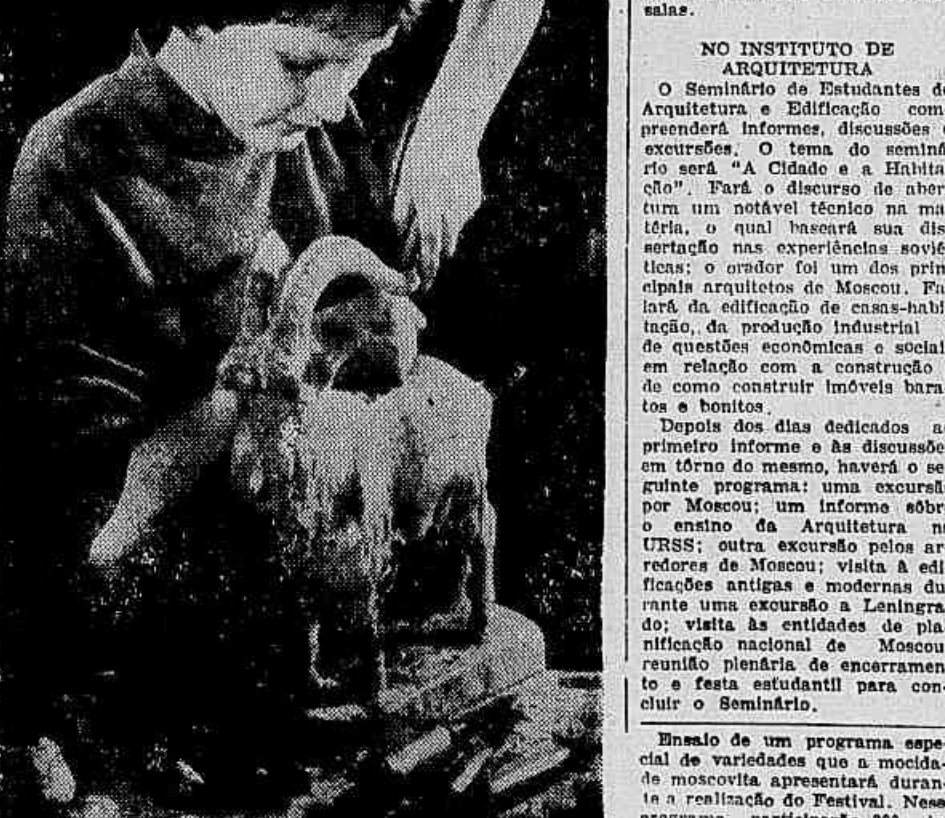 salas.
NO INSTITUTO DE
ARQUITETURA
O Seminário de Estudantes de
Arquitetura e Edificação com-
preenderá informes, discussões e
excursões. O tema do seminá-
rio será "A Cidade e a Habita-
ção". Fará o discurso de aber-
tura um notável técnico na ma-
téria, o qual baseará sua dis-
sertação nas experiências sovié-
ticas; o orador foi um dos prin-
cipais arquitetos de Moscou. Fa-
lará da edificação de casas-habi-
tação, da produção industrial
de questões econômicas e sociais
em relação com a construção
de como construir imóveis bara-
tos e bonitos.
Depois dos dias dedicados ao
primeiro informe e às discussões
em tôrno do mesmo, haverá o se-
guinte programa: uma excursão
por Moscou; um informe sôbre
o ensino da Arquitetura na
URSS; outra excursão pelos ar-
redores de Moscou; visita à edi-
ficações antigas e modernas du-
rante uma excursão a Leningra-
do; visita às entidades de pla-
nificação nacional de Moscou
reunião plenária de encerramen-
to e festa estudantil para con-
cluir o Seminário.
Ensaio de um programa espe-
cial de variedades que a mocida-
de moscovita apresentará duran-
te a realização do Festival. Nesse